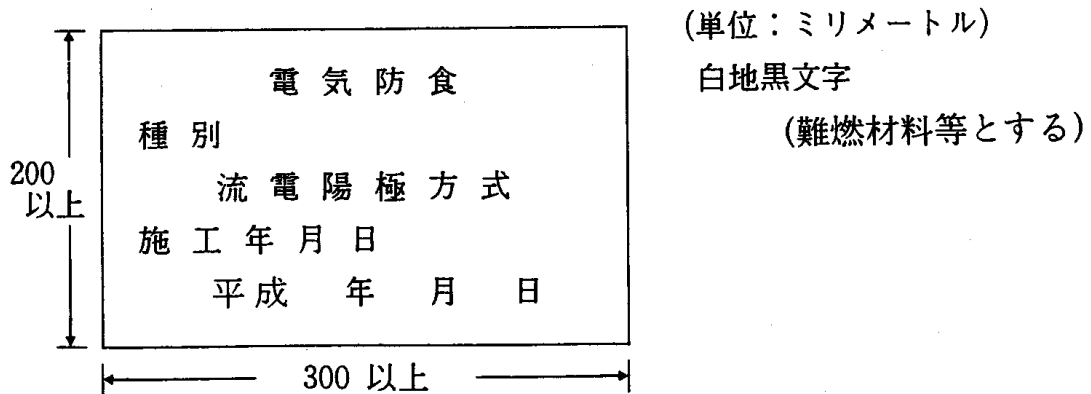 (単位：ミリメートル)
白地黒文字
(難燃材料等とする)
電気防食
種別
流電陽極方式
施工年月日
平成 年 月 日
200
以上
300 以上